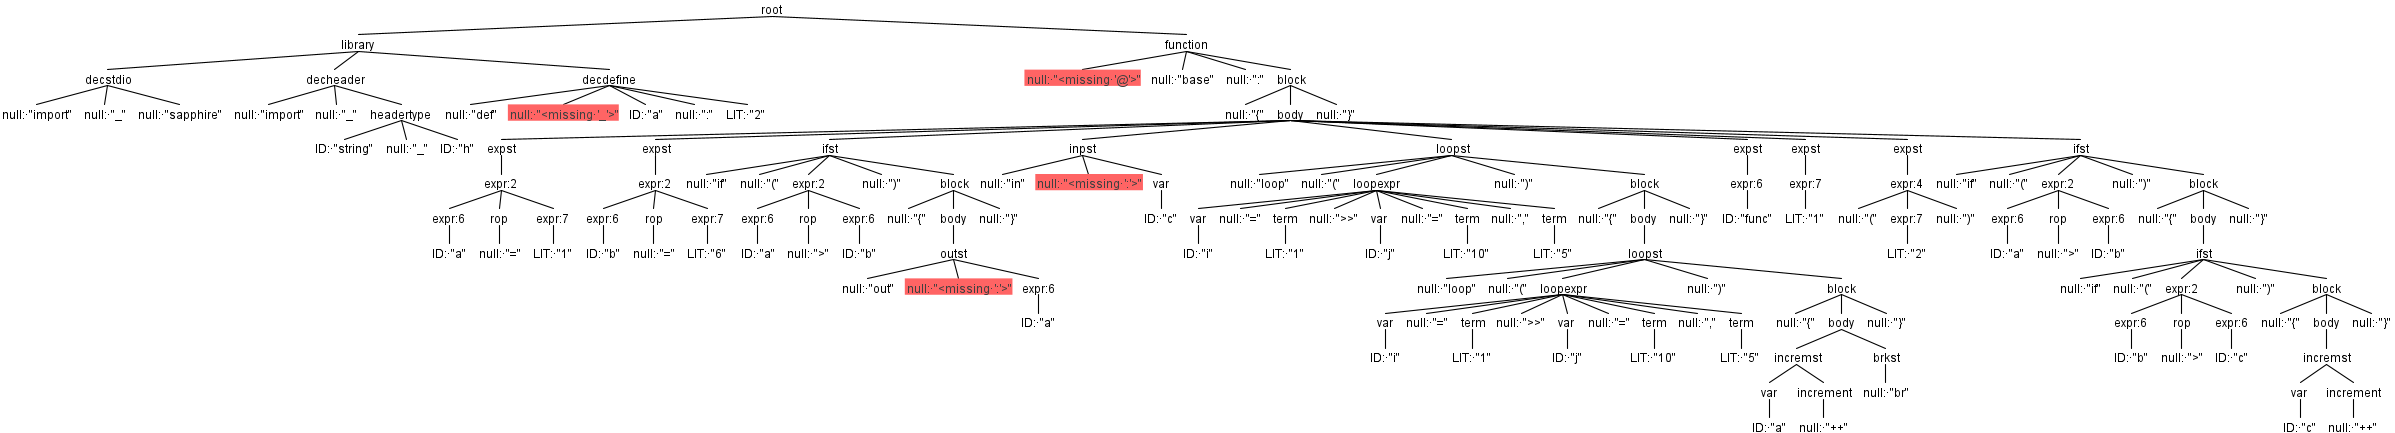 root
library function
decstdio decheader decdefine null:·"<missing·'@'>" null:·"base" null:·":" block
null:·"import" null:·"_" null:·"sapphire" null:·"import" null:·"_" headertype null:·"def" null:·"<missing·'_'>" ID:·"a" null:·":" LIT:·"2" null:·"{" body null:·"}"
ID:·"string" null:·"_" ID:·"h" expst expst ifst inpst loopst expst expst expst ifst
expr:2 expr:2 null:·"if" null:·"(" expr:2 null:·")" block null:·"in" null:·"<missing·':'>" var null:·"loop" null:·"(" loopexpr null:·")" block expr:6 expr:7 expr:4 null:·"if" null:·"(" expr:2 null:·")" block
expr:6 rop expr:7 expr:6 rop expr:7 expr:6 rop expr:6 null:·"{" body null:·"}" ID:·"c" var null:·"=" term null:·">>" var null:·"=" term null:·"," term null:·"{" body null:·"}" ID:·"func" LIT:·"1" null:·"(" expr:7 null:·")" expr:6 rop expr:6 null:·"{" body null:·"}"
ID:·"a" null:·"=" LIT:·"1" ID:·"b" null:·"=" LIT:·"6" ID:·"a" null:·">" ID:·"b" outst ID:·"i" LIT:·"1" ID:·"j" LIT:·"10" LIT:·"5" loopst LIT:·"2" ID:·"a" null:·">" ID:·"b" ifst
null:·"out" null:·"<missing·':'>" expr:6 null:·"loop" null:·"(" loopexpr null:·")" block null:·"if" null:·"(" expr:2 null:·")" block
ID:·"a" var null:·"=" term null:·">>" var null:·"=" term null:·"," term null:·"{" body null:·"}" expr:6 rop expr:6 null:·"{" body null:·"}"
ID:·"i" LIT:·"1" ID:·"j" LIT:·"10" LIT:·"5" incremst brkst ID:·"b" null:·">" ID:·"c" incremst
var increment null:·"br" var increment
ID:·"a" null:·"++" ID:·"c" null:·"++"